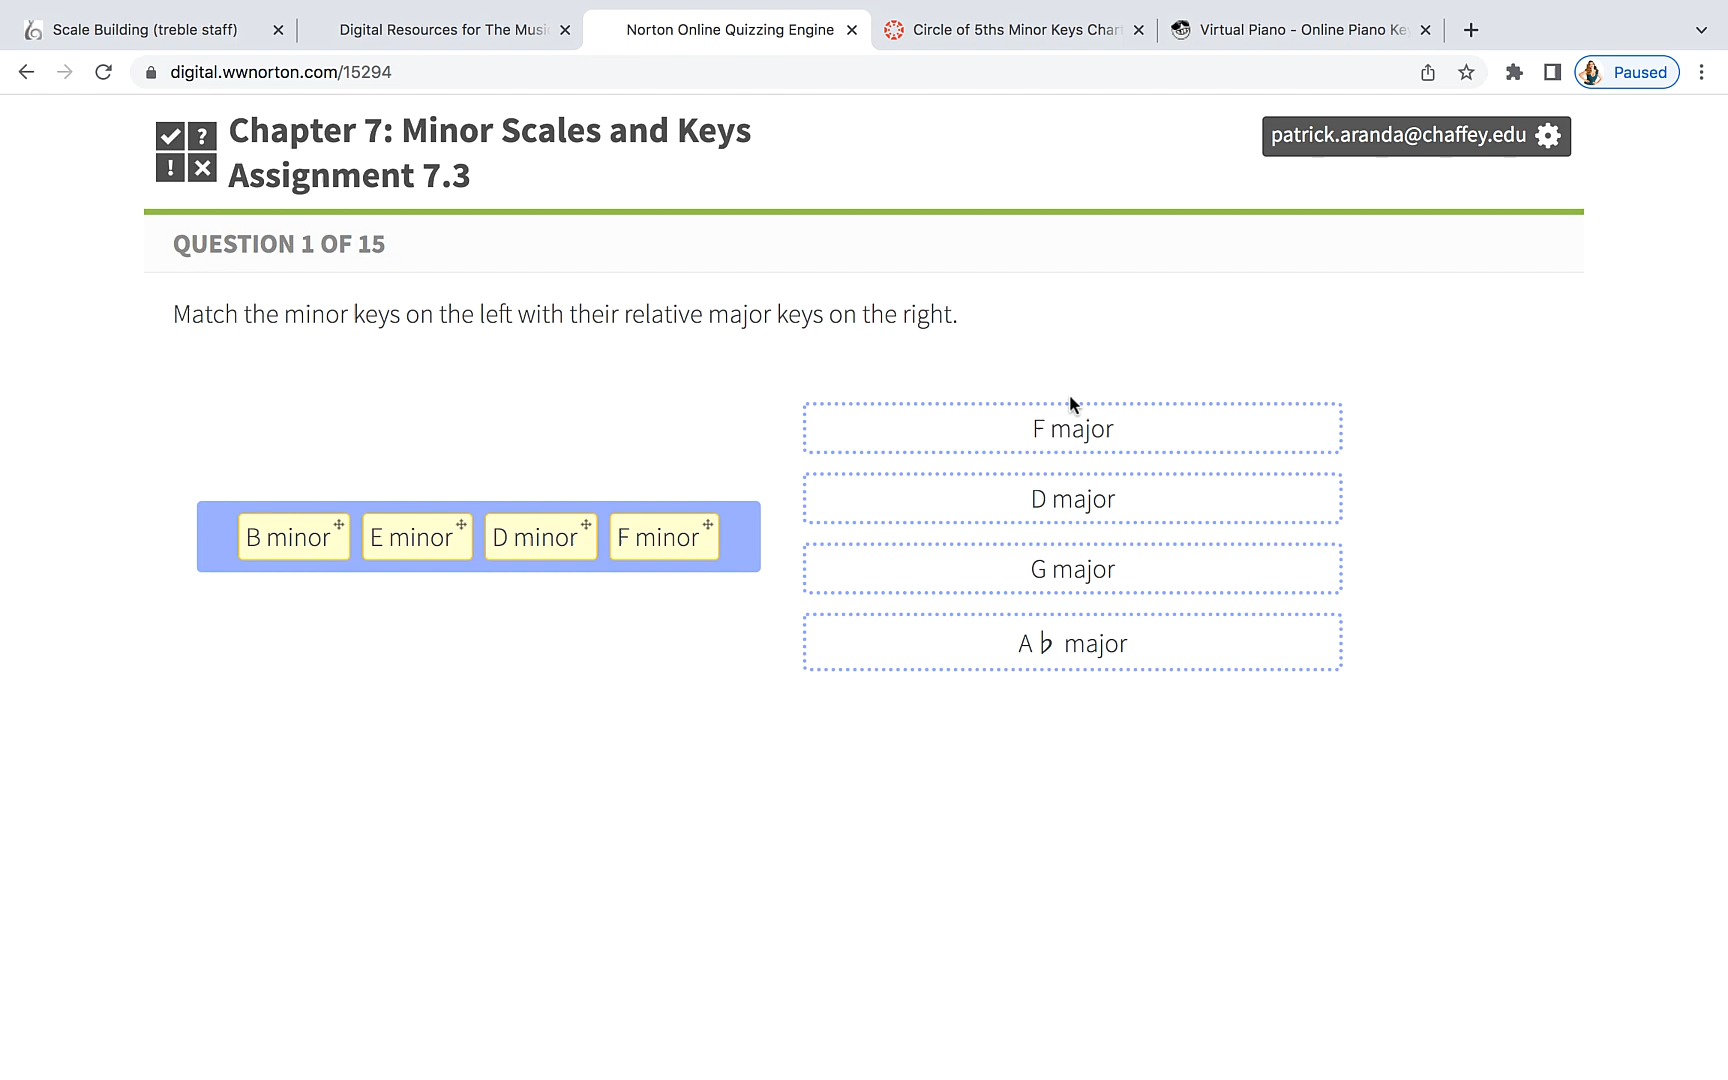 Scale Building (treble staff)
Digital Resources for The Musi
Norton Online Quizzing Engine
Circle of 5ths Minor Keys Char
Virtual Piano - Online Piano Ke
digital.wwnorton.com/15294
Paused
Chapter 7: Minor Scales and Keys
Assignment 7.3
patrick.aranda@chaffey.edu
QUESTION 1 OF 15
Match the minor keys on the left with their relative major keys on the right.
B minor E minor D minor F minor
F major
D major
G major
A♭ major